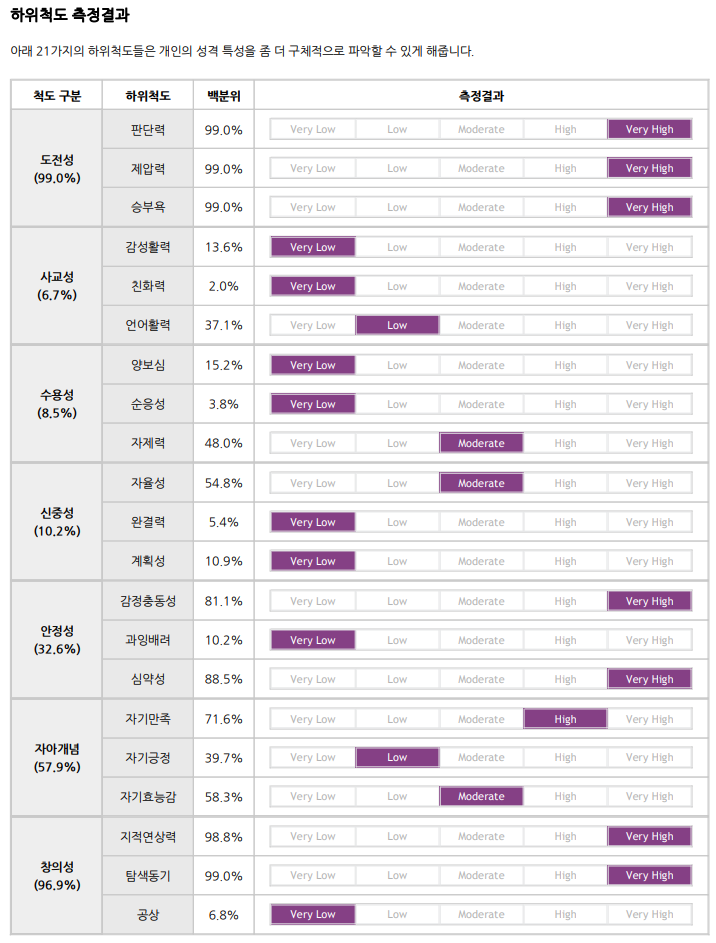 하위척도 측정결과
아래 21가지의 하위척도들은 개인의 성격 특성을 좀 더 구체적으로 파악할 수 있게 해줍니다.
척도 구분 하위척도 백분위 측정결과
도전성
(99.0%)
판단력 99.0% Very Low Low Moderate High Very High
제압력 99.0% Very Low Low Moderate High Very High
승부욕 99.0% Very Low Low Moderate High Very High
사교성
(6.7%)
감성활력 13.6% Very Low Low Moderate High Very High
친화력 2.0% Very Low Low Moderate High Very High
언어활력 37.1% Very Low Low Moderate High Very High
수용성
(8.5%)
양보심 15.2% Very Low Low Moderate High Very High
순응성 3.8% Very Low Low Moderate High Very High
자제력 48.0% Very Low Low Moderate High Very High
신중성
(10.2%)
자율성 54.8% Very Low Low Moderate High Very High
완결력 5.4% Very Low Low Moderate High Very High
계획성 10.9% Very Low Low Moderate High Very High
안정성
(32.6%)
감정충동성 81.1% Very Low Low Moderate High Very High
과잉배려 10.2% Very Low Low Moderate High Very High
심약성 88.5% Very Low Low Moderate High Very High
자아개념
(57.9%)
자기만족 71.6% Very Low Low Moderate High Very High
자기긍정 39.7% Very Low Low Moderate High Very High
자기효능감 58.3% Very Low Low Moderate High Very High
창의성
(96.9%)
지적연상력 98.8% Very Low Low Moderate High Very High
탐색동기 99.0% Very Low Low Moderate High Very High
공상 6.8% Very Low Low Moderate High Very High